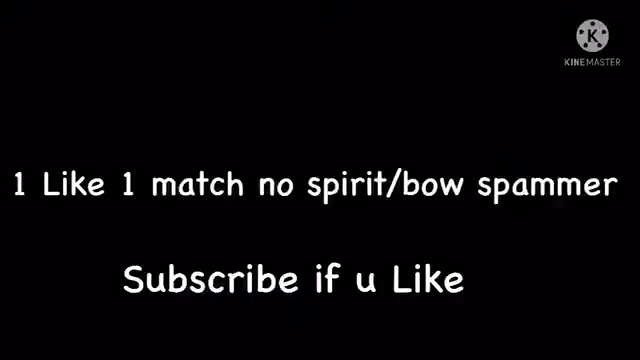 K
KINEMASTER
1 Like 1 match no spirit/bow spammer
Subscribe if u Like